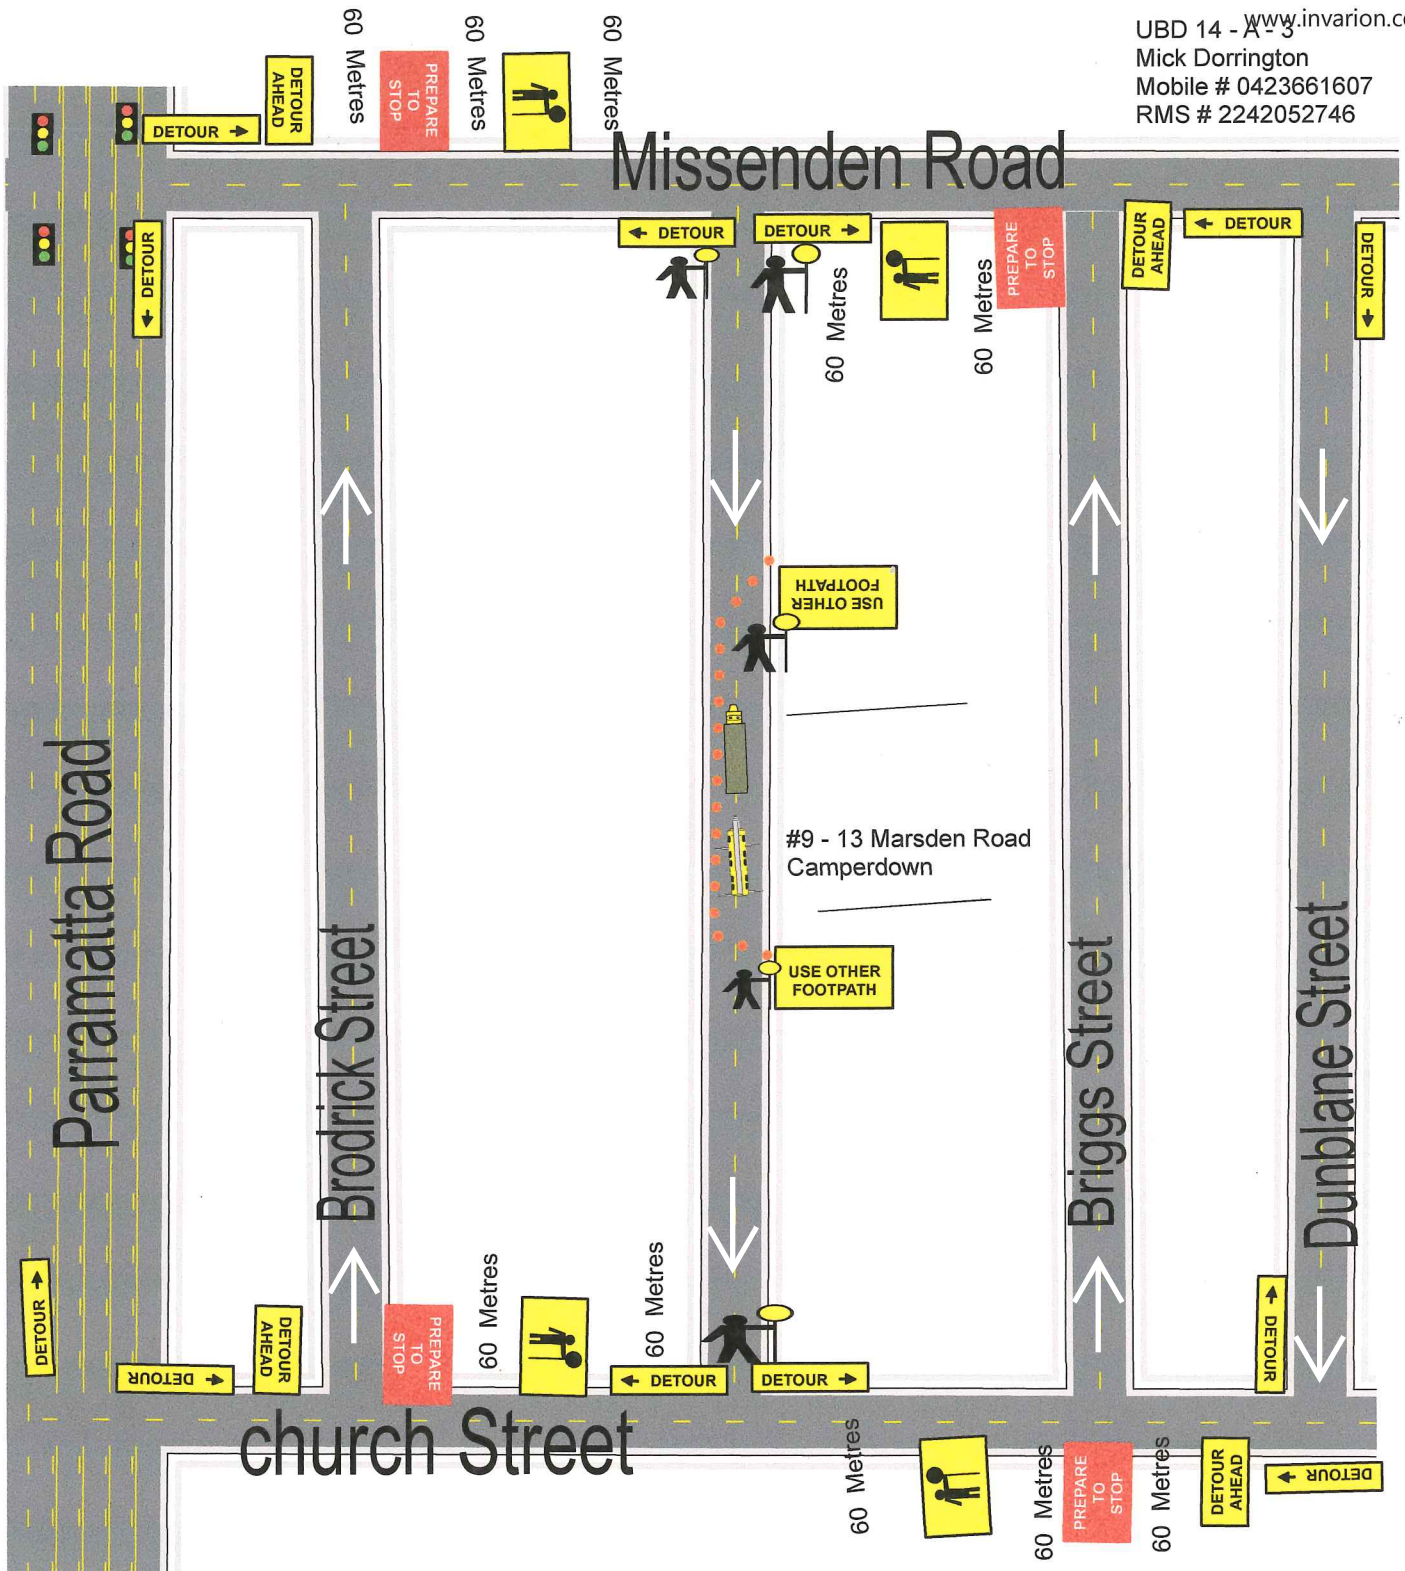 www.invarion.co
UBD 14 - A - 3
Mick Dorrington
Mobile # 0423661607
RMS # 2242052746
60 Metres
PREPARE
TO
STOP
60 Metres
60 Metres
DETOUR
AHEAD
DETOUR →
Missenden Road
DETOUR →
← DETOUR
DETOUR →
60 Metres
60 Metres
PREPARE
TO
STOP
DETOUR
AHEAD
← DETOUR
DETOUR →
USE OTHER
FOOTPATH
#9 - 13 Marsden Road
Camperdown
USE OTHER
FOOTPATH
Parramatta Road
Brodrick Street
Briggs Street
Dunblane Street
DETOUR →
DETOUR →
DETOUR
AHEAD
PREPARE
TO
STOP
60 Metres
60 Metres
← DETOUR
DETOUR →
← DETOUR
church Street
60 Metres
60 Metres
PREPARE
TO
STOP
60 Metres
DETOUR
AHEAD
← DETOUR